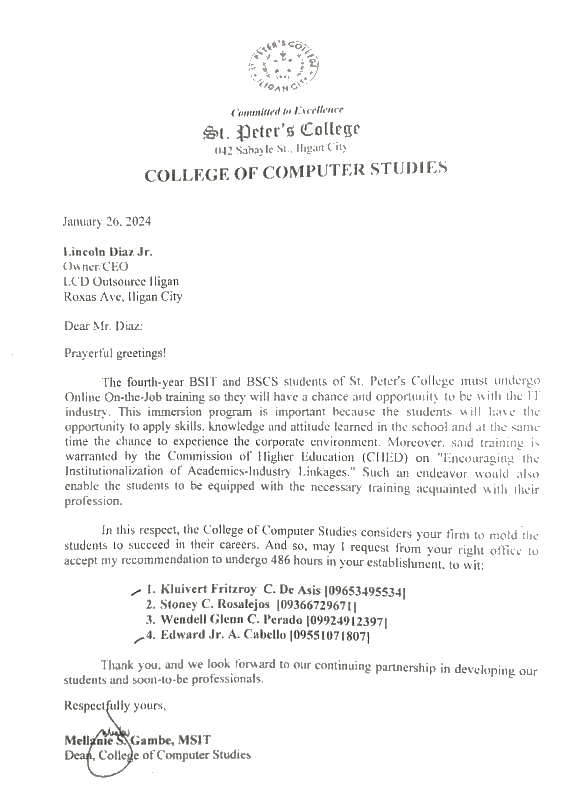 ST. PETER'S COLLEGE
ILIGAN CITY
Committed to Excellence
St. Peter's College
042 Sabayle St., Iligan City
COLLEGE OF COMPUTER STUDIES
January 26, 2024
Lincoln Diaz Jr.
Owner/CEO
LCD Outsource Iligan
Roxas Ave, Iligan City
Dear Mr. Diaz:
Prayerful greetings!
The fourth-year BSIT and BSCS students of St. Peter's College must undergo
Online On-the-Job training so they will have a chance and opportunity to be with the IT
industry. This immersion program is important because the students will have the
opportunity to apply skills, knowledge and attitude learned in the school and at the same
time the chance to experience the corporate environment. Moreover, said training is
warranted by the Commission of Higher Education (CHED) on "Encouraging the
Institutionalization of Academics-Industry Linkages." Such an endeavor would also
enable the students to be equipped with the necessary training acquainted with their
profession.
In this respect, the College of Computer Studies considers your firm to mold the
students to succeed in their careers. And so, may I request from your right office to
accept my recommendation to undergo 486 hours in your establishment, to wit:
1. Kluivert Fritzroy C. De Asis [09653495534]
2. Stoney C. Rosalejos [0936672967]
3. Wendell Glenn C. Perado [09924912397]
4. Edward Jr. A. Cabello [09551071807]
Thank you, and we look forward to our continuing partnership in developing our
students and soon-to-be professionals.
Respectfully yours,
Mellanie S. Gambe, MSIT
Dean, College of Computer Studies